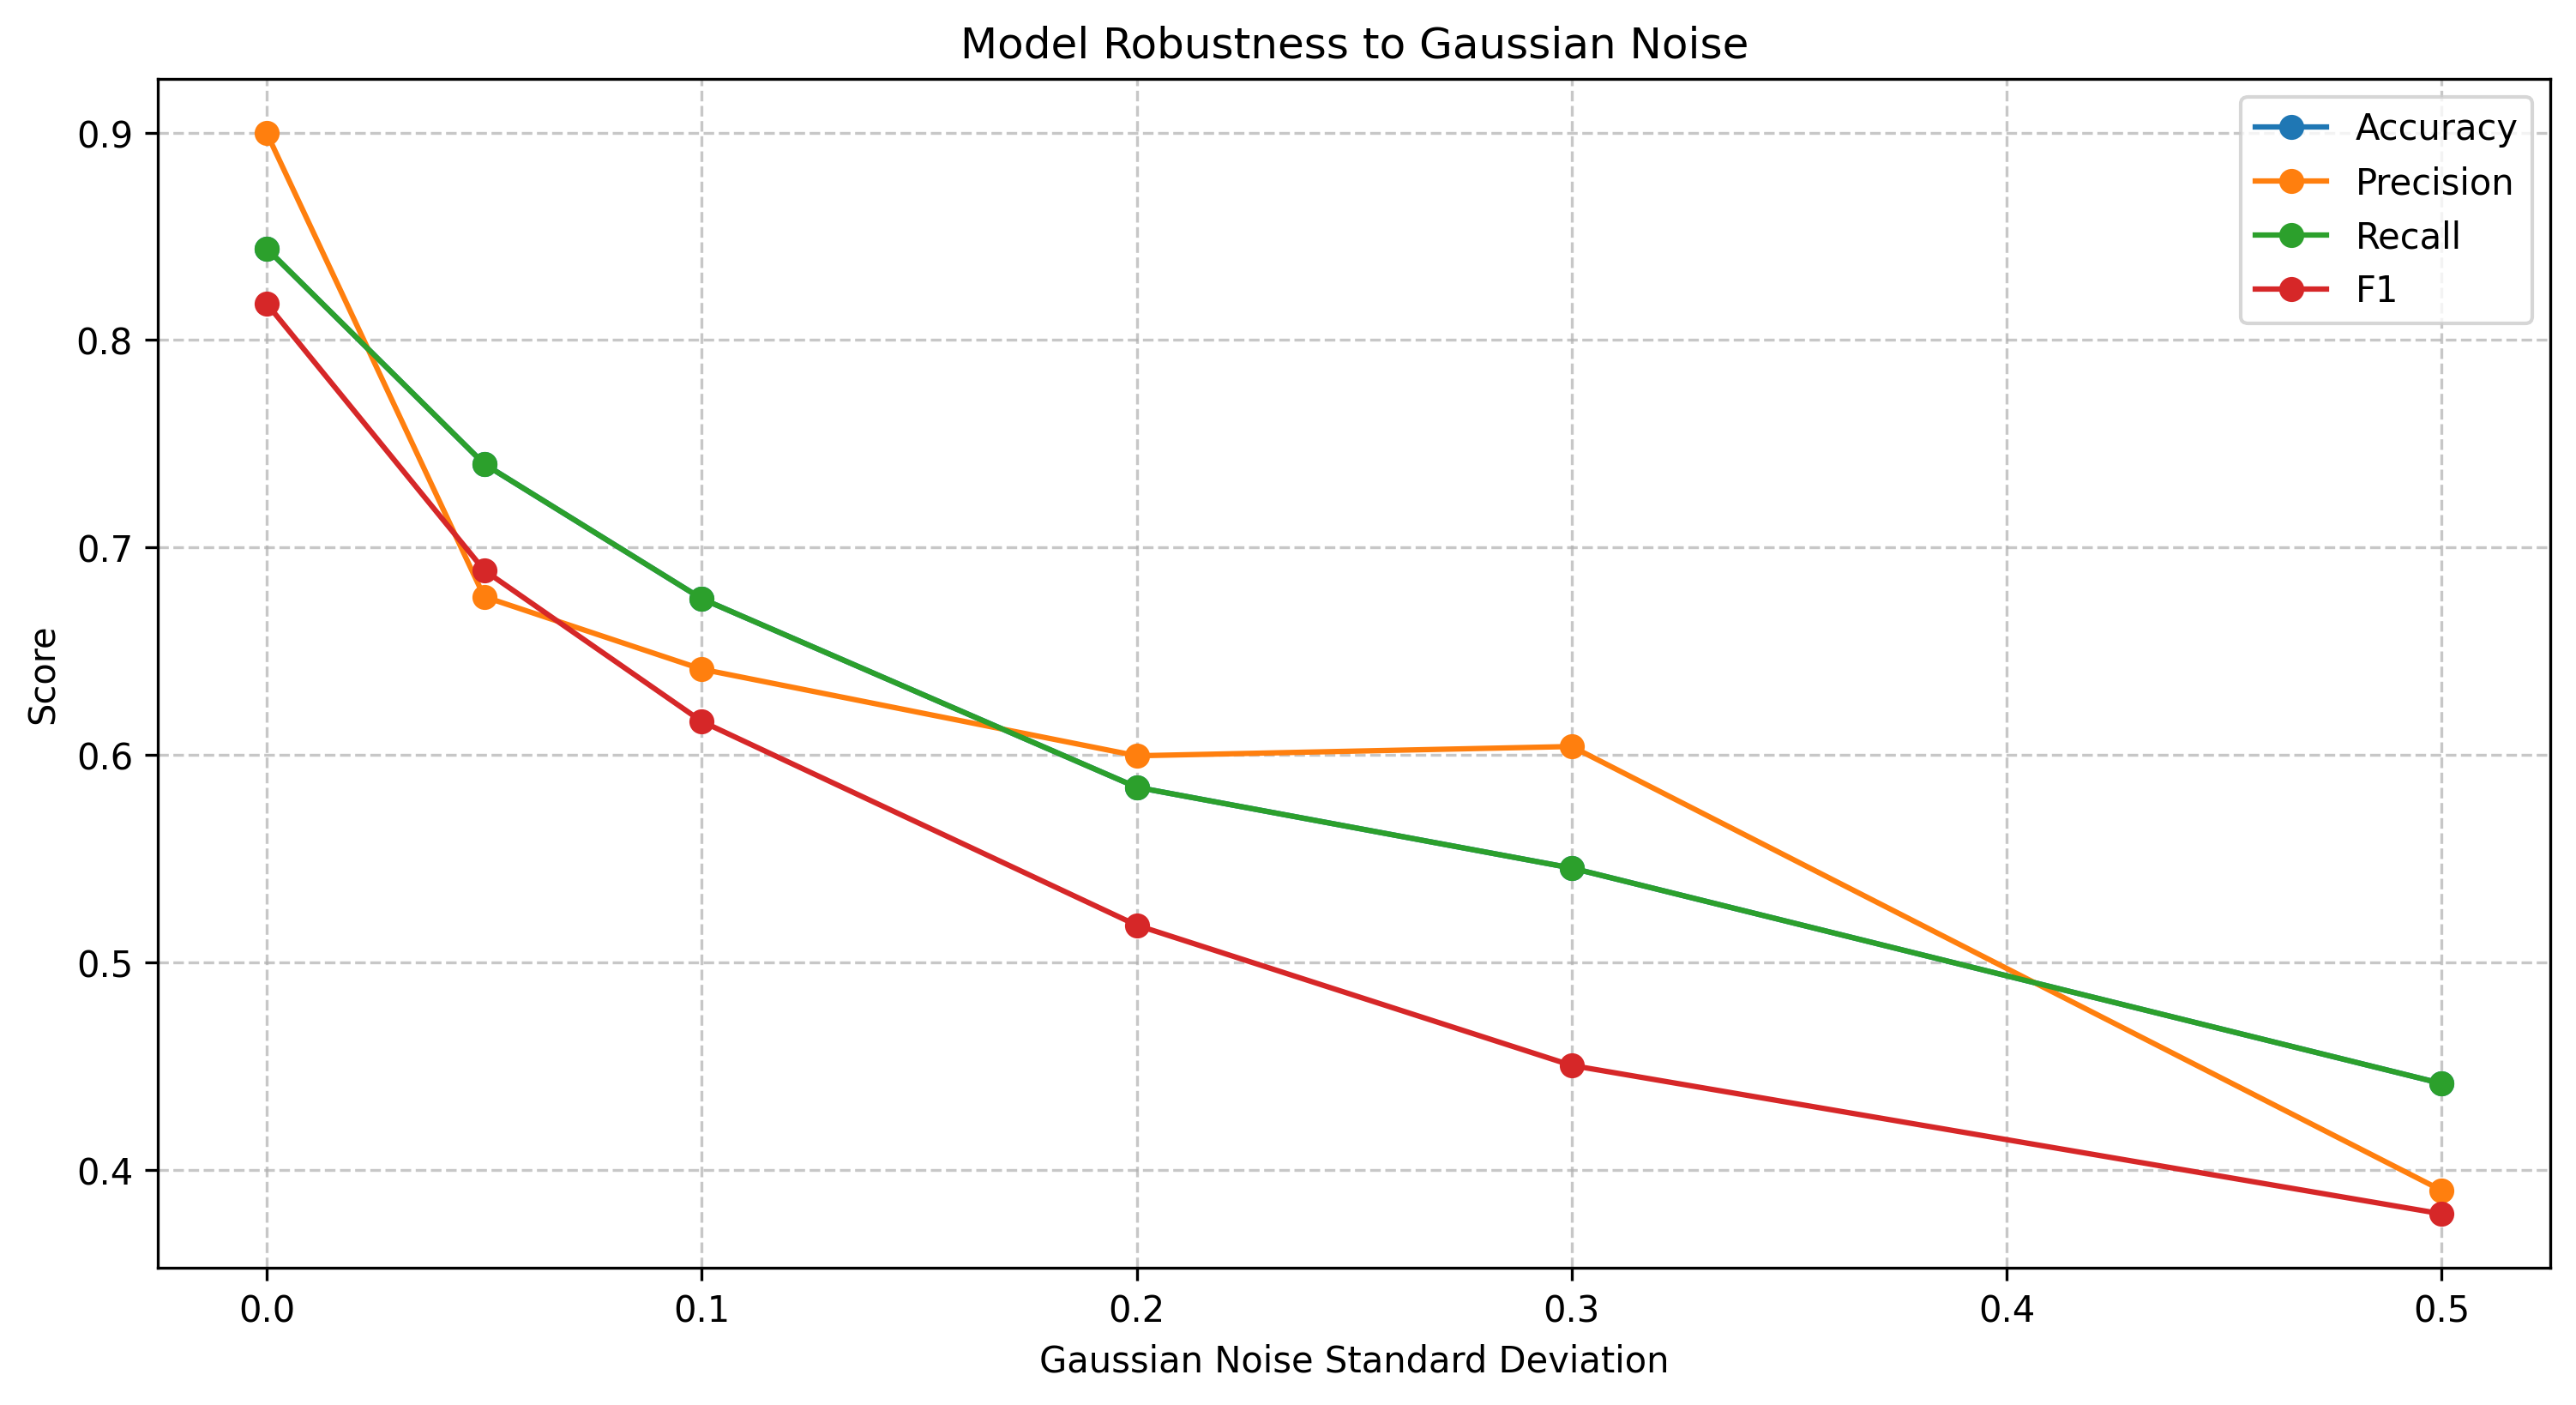 Model Robustness to Gaussian Noise
Accuracy
Precision
Recall
F1
0.9
0.8
0.7
0.6
0.5
0.4
Score
0.0 0.1 0.2 0.3 0.4 0.5
Gaussian Noise Standard Deviation